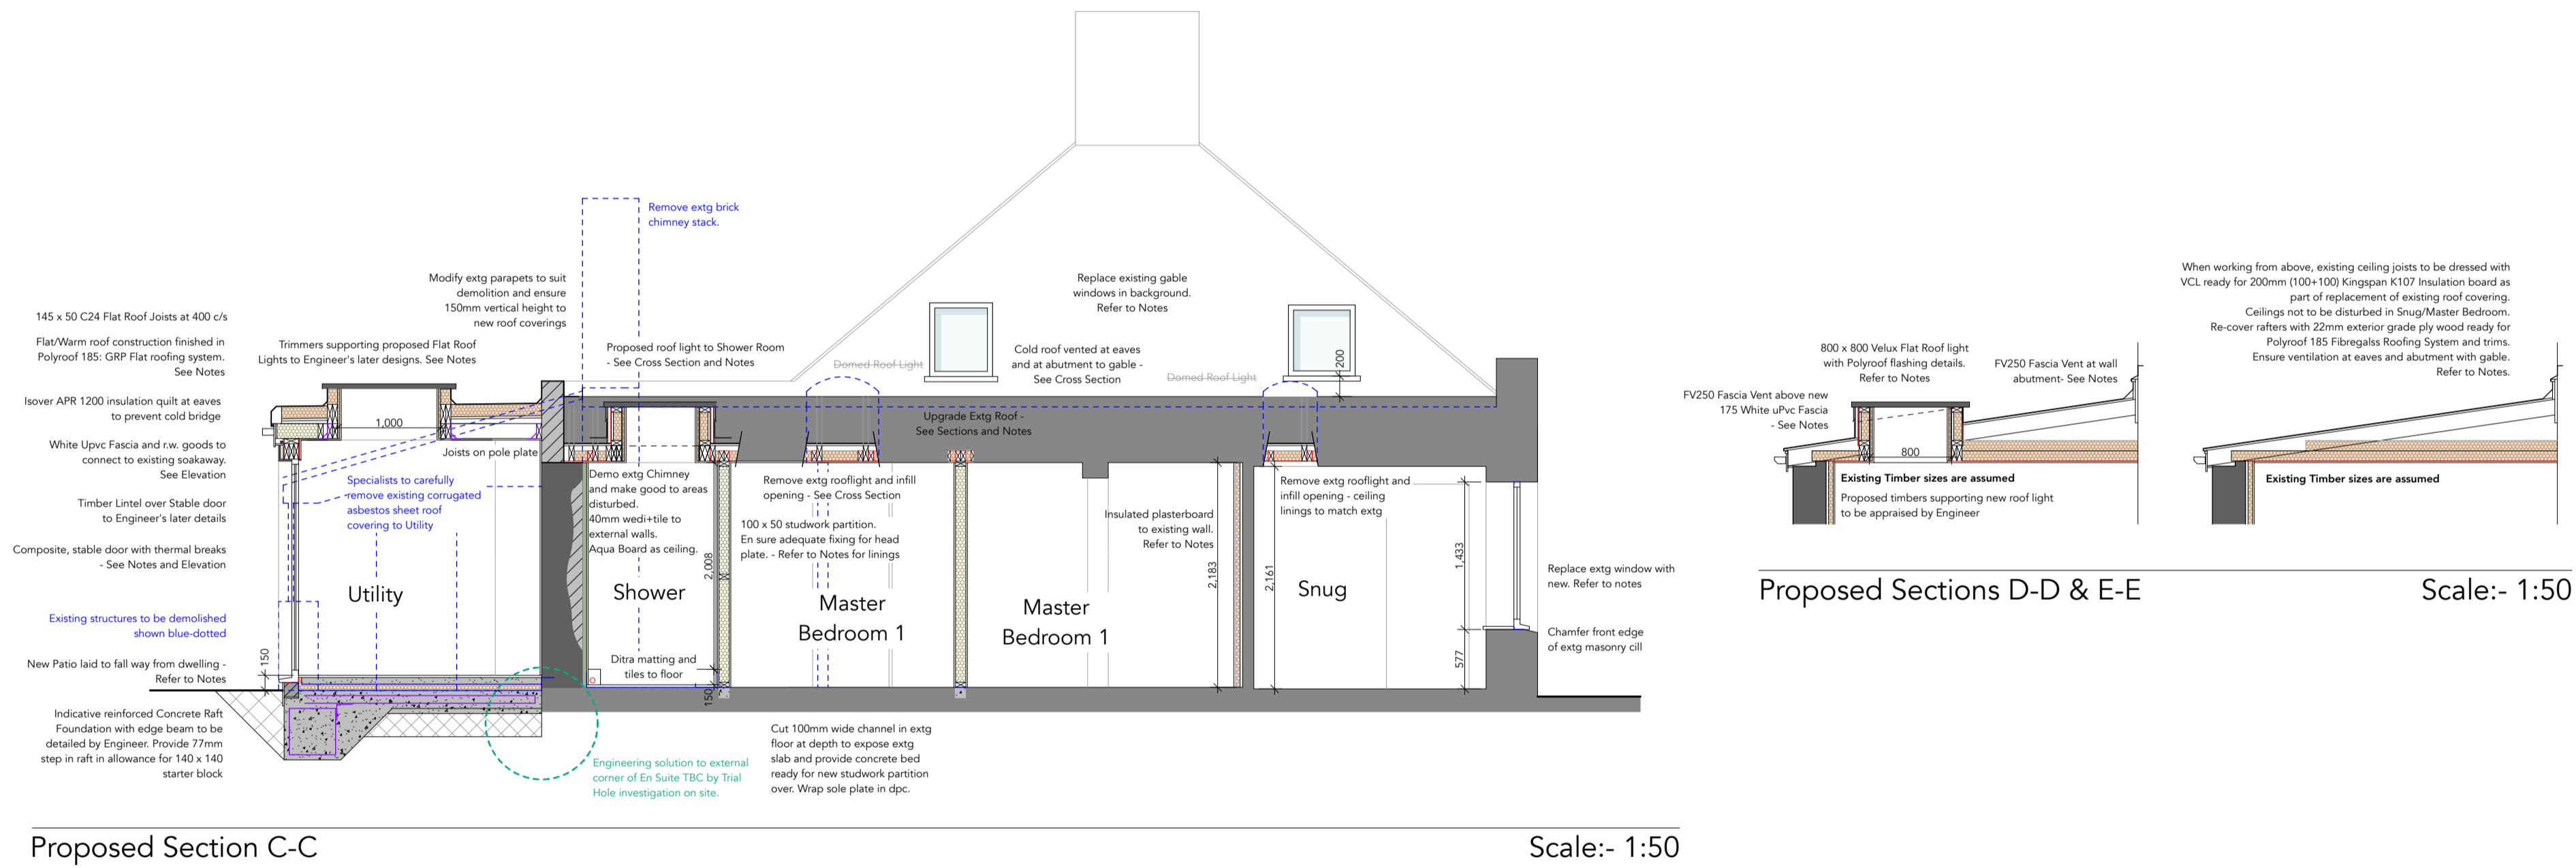 Remove extg brick
chimney stack.
Modify extg parapets to suit
demolition and ensure
150mm vertical height to
new roof coverings
145 x 50 C24 Flat Roof Joists at 400 c/s
Flat/Warm roof construction finished in
Polyroof 185: GRP Flat roofing system.
See Notes
Trimmers supporting proposed Flat Roof
Lights to Engineer's later designs. See Notes
Proposed roof light to Shower Room
- See Cross Section and Notes
Domed Roof Light
Replace existing gable
windows in background.
Refer to Notes
Cold roof vented at eaves
and at abutment to gable -
See Cross Section
Domed Roof Light
200
Isover APR 1200 insulation quilt at eaves
to prevent cold bridge
1,000
Upgrade Extg Roof -
See Sections and Notes
White Upvc Fascia and r.w. goods to
connect to existing soakaway.
See Elevation
Joists on pole plate
Specialists to carefully
remove existing corrugated
asbestos sheet roof
covering to Utility
Timber Lintel over Stable door
to Engineer's later details
Composite, stable door with thermal breaks
- See Notes and Elevation
Existing structures to be demolished
shown blue-dotted
New Patio laid to fall way from dwelling -
Refer to Notes
150
Indicative reinforced Concrete Raft
Foundation with edge beam to be
detailed by Engineer. Provide 77mm
step in raft in allowance for 140 x 140
starter block
Utility
Demo extg Chimney
and make good to areas
disturbed.
40mm wedi+tile to
external walls.
Aqua Board as ceiling.
2,008
Shower
Ditra matting and
tiles to floor
150
Remove extg rooflight and infill
opening - See Cross Section
100 x 50 studwork partition.
En sure adequate fixing for head
plate. - Refer to Notes for linings
Master
Bedroom 1
Master
Bedroom 1
Insulated plasterboard
to existing wall.
Refer to Notes
2,183
2,161
Remove extg rooflight and
infill opening - ceiling
linings to match extg
Snug
1,433
577
Replace extg window with
new. Refer to notes
Chamfer front edge
of extg masonry cill
Engineering solution to external
corner of En Suite TBC by Trial
Hole investigation on site.
Cut 100mm wide channel in extg
floor at depth to expose extg
slab and provide concrete bed
ready for new studwork partition
over. Wrap sole plate in dpc.
Proposed Section C-C
Scale:- 1:50
FV250 Fascia Vent above new
175 White uPvc Fascia
- See Notes
800 x 800 Velux Flat Roof light
with Polyroof flashing details.
Refer to Notes
FV250 Fascia Vent at wall
abutment- See Notes
800
Existing Timber sizes are assumed
Proposed timbers supporting new roof light
to be appraised by Engineer
When working from above, existing ceiling joists to be dressed with
VCL ready for 200mm (100+100) Kingspan K107 Insulation board as
part of replacement of existing roof covering.
Ceilings not to be disturbed in Snug/Master Bedroom.
Re-cover rafters with 22mm exterior grade ply wood ready for
Polyroof 185 Fibregalss Roofing System and trims.
Ensure ventilation at eaves and abutment with gable.
Refer to Notes.
Existing Timber sizes are assumed
Proposed Sections D-D & E-E
Scale:- 1:50